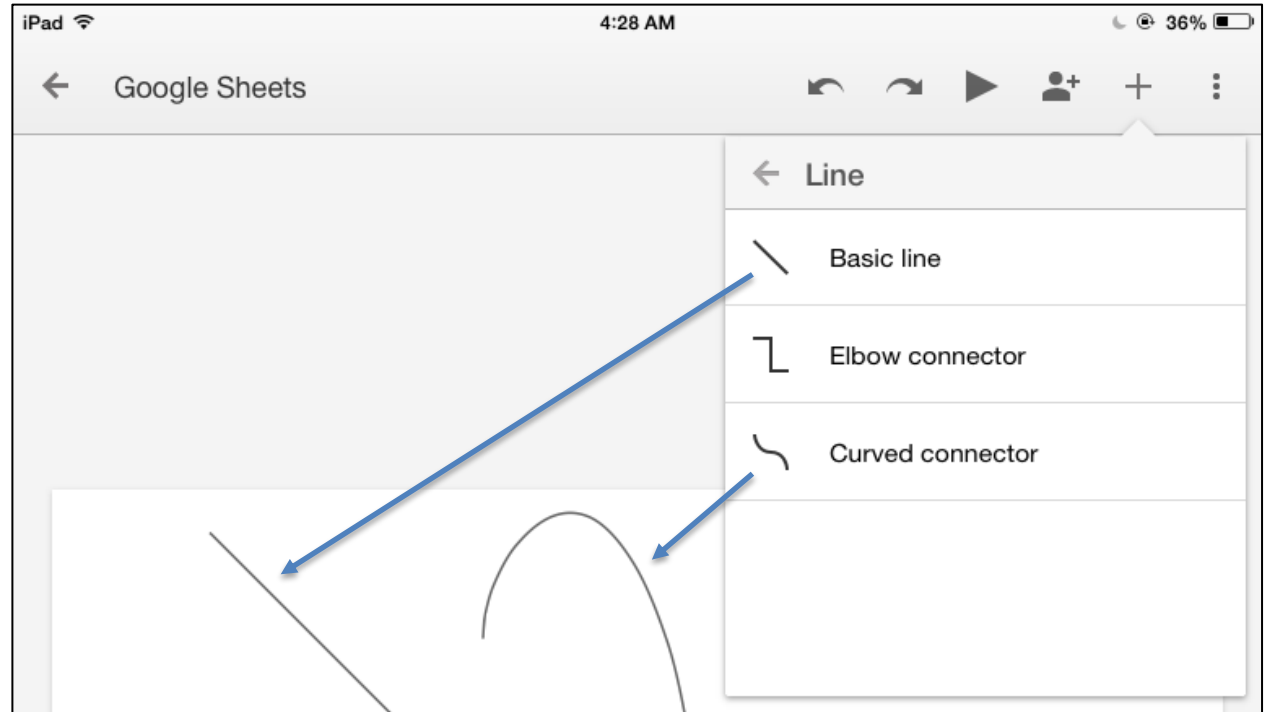 iPad 4:28 AM 36%
Google Sheets
Line
Basic line
Elbow connector
Curved connector